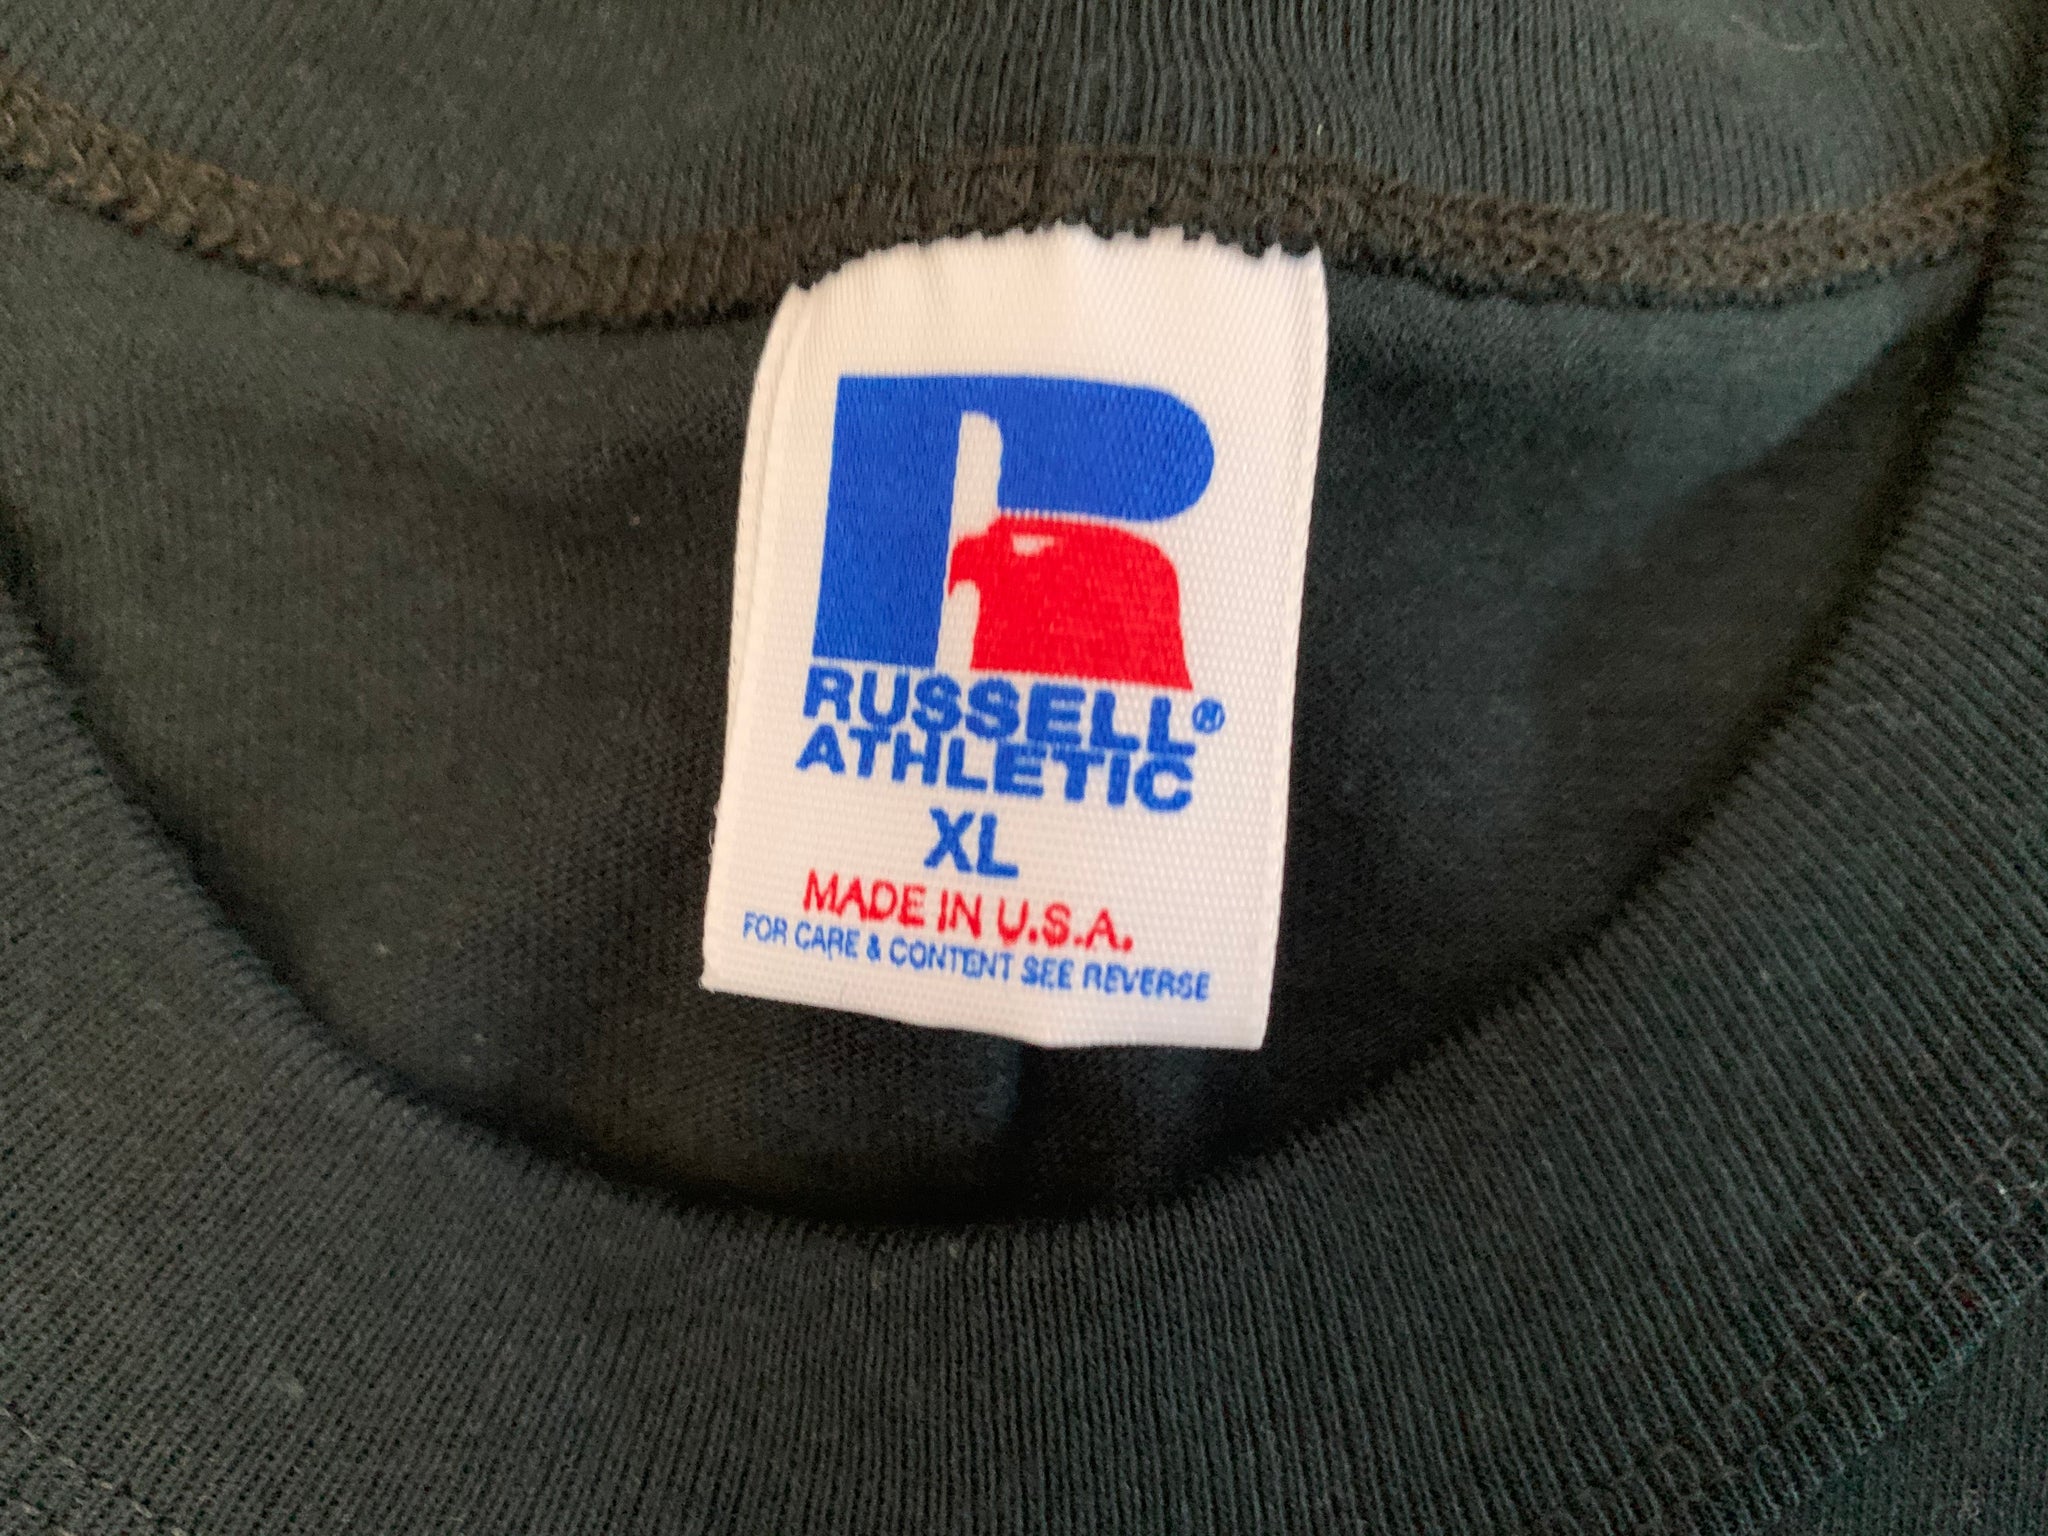 RUSSELL®
ATHLETIC
XL
MADE IN U.S.A.
FOR CARE & CONTENT SEE REVERSE